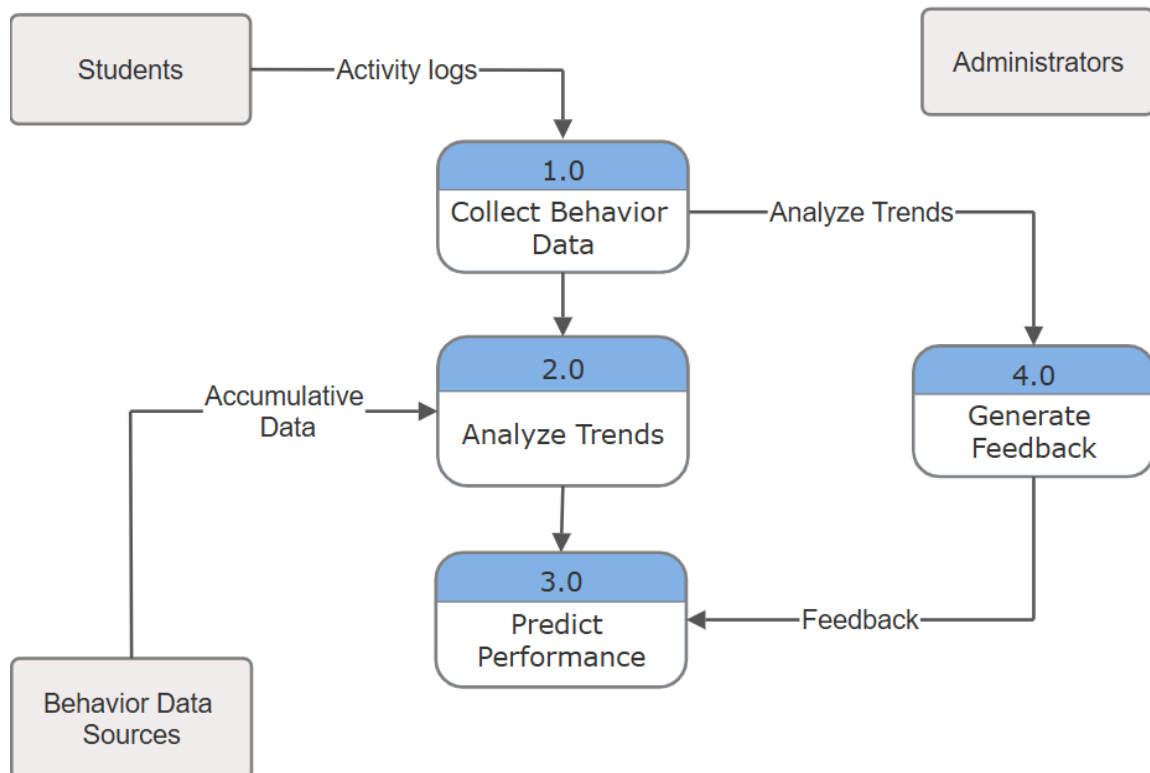 Students
Activity logs
Administrators
1.0
Collect Behavior
Data
Analyze Trends
2.0
Analyze Trends
Accumulative
Data
4.0
Generate
Feedback
3.0
Predict
Performance
Feedback
Behavior Data
Sources